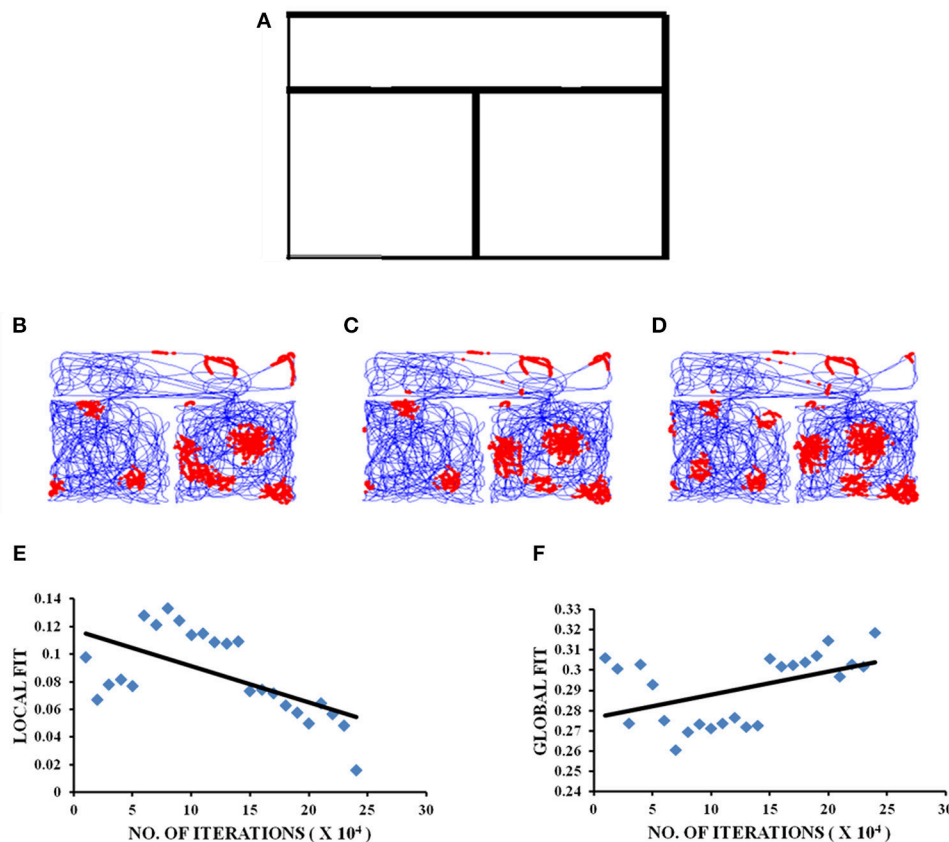 A
B
C
D
E
0.14
0.12
0.1
0.08
0.06
0.04
0.02
0
LOCAL FIT
0 5 10 15 20 25 30
NO. OF ITERATIONS ( X 10⁴ )
F
0.33
0.32
0.31
0.3
0.29
0.28
0.27
0.26
0.25
0.24
GLOBAL FIT
0 5 10 15 20 25 30
NO. OF ITERATIONS ( X 10⁴ )